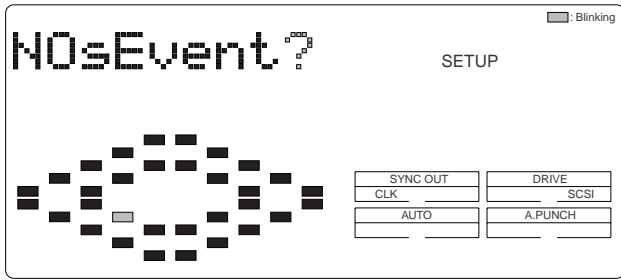 : Blinking
NOsEvent?
SETUP
SYNC OUT
DRIVE
CLK
SCSI
AUTO
A.PUNCH